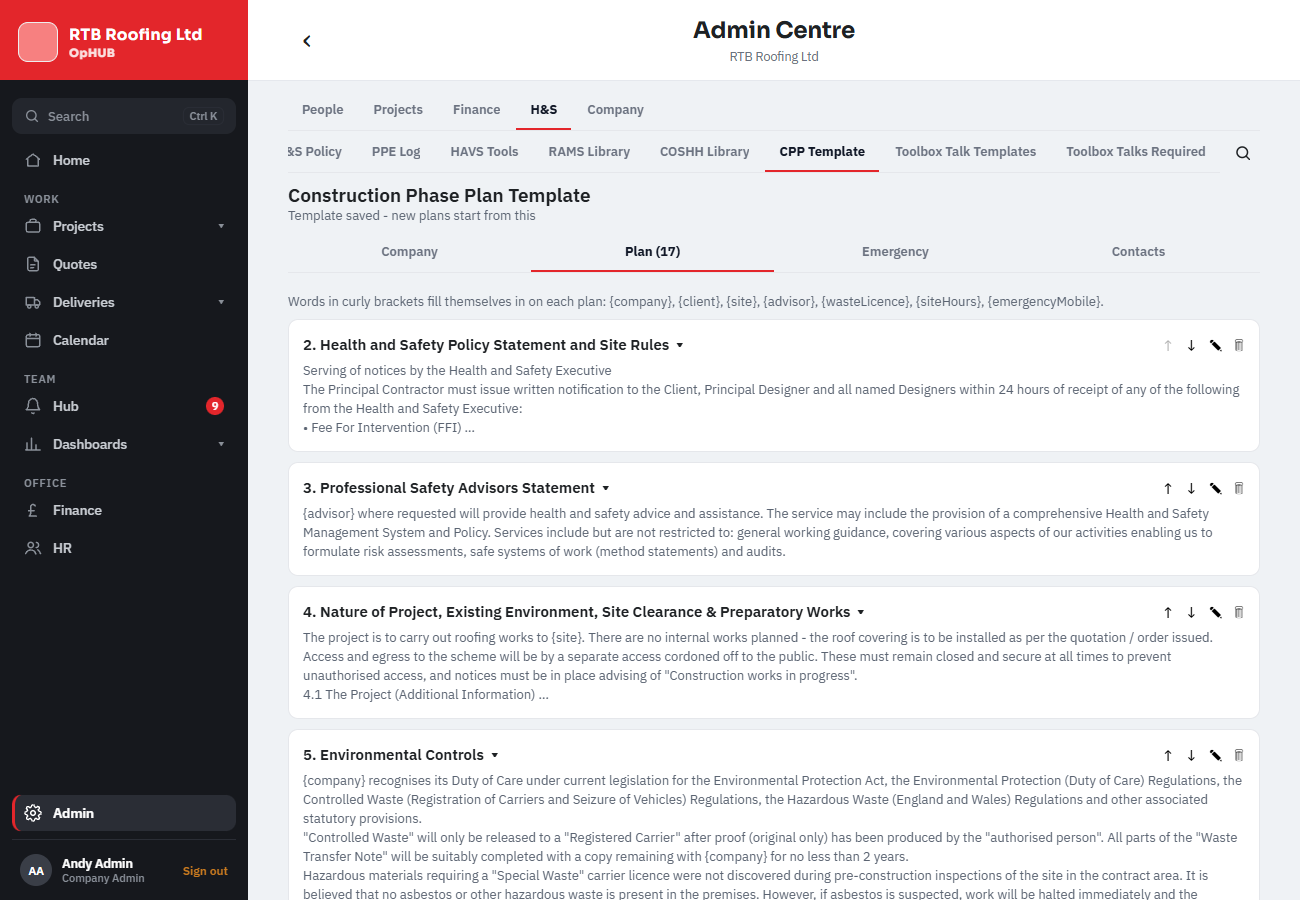 RTB Roofing Ltd
OpHUB
Search
Ctrl K
Home
WORK
Projects
Quotes
Deliveries
Calendar
TEAM
Hub
9
Dashboards
OFFICE
Finance
HR
Admin
AA
Andy Admin
Company Admin
Sign out
Admin Centre
RTB Roofing Ltd
People
Projects
Finance
H&S
Company
&S Policy
PPE Log
HAVS Tools
RAMS Library
COSHH Library
CPP Template
Toolbox Talk Templates
Toolbox Talks Required
Construction Phase Plan Template
Template saved - new plans start from this
Company
Plan (17)
Emergency
Contacts
Words in curly brackets fill themselves in on each plan: {company}, {client}, {site}, {advisor}, {wasteLicence}, {siteHours}, {emergencyMobile}.
2. Health and Safety Policy Statement and Site Rules
Serving of notices by the Health and Safety Executive
The Principal Contractor must issue written notification to the Client, Principal Designer and all named Designers within 24 hours of receipt of any of the following
from the Health and Safety Executive:
• Fee For Intervention (FFI) ...
3. Professional Safety Advisors Statement
{advisor} where requested will provide health and safety advice and assistance. The service may include the provision of a comprehensive Health and Safety
Management System and Policy. Services include but are not restricted to: general working guidance, covering various aspects of our activities enabling us to
formulate risk assessments, safe systems of work (method statements) and audits.
4. Nature of Project, Existing Environment, Site Clearance & Preparatory Works
The project is to carry out roofing works to {site}. There are no internal works planned - the roof covering is to be installed as per the quotation / order issued.
Access and egress to the scheme will be by a separate access cordoned off to the public. These must remain closed and secure at all times to prevent
unauthorised access, and notices must be in place advising of "Construction works in progress".
4.1 The Project (Additional Information) ...
5. Environmental Controls
{company} recognises its Duty of Care under current legislation for the Environmental Protection Act, the Environmental Protection (Duty of Care) Regulations, the
Controlled Waste (Registration of Carriers and Seizure of Vehicles) Regulations, the Hazardous Waste (England and Wales) Regulations and other associated
statutory provisions.
"Controlled Waste" will only be released to a "Registered Carrier" after proof (original only) has been produced by the "authorised person". All parts of the "Waste
Transfer Note" will be suitably completed with a copy remaining with {company} for no less than 2 years.
Hazardous materials requiring a "Special Waste" carrier licence were not discovered during pre-construction inspections of the site in the contract area. It is
believed that no asbestos or other hazardous waste is present in the premises. However, if asbestos is suspected, work will be halted immediately and the